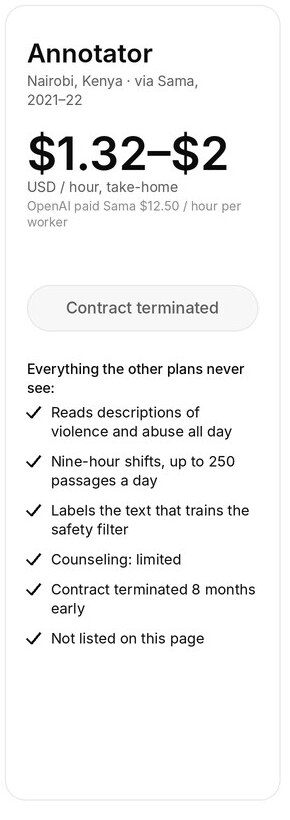 Annotator
Nairobi, Kenya · via Sama,
2021–22
$1.32–$2
USD / hour, take-home
OpenAI paid Sama $12.50 / hour per
worker
Contract terminated
Everything the other plans never
see:
Reads descriptions of
violence and abuse all day
Nine-hour shifts, up to 250
passages a day
Labels the text that trains the
safety filter
Counseling: limited
Contract terminated 8 months
early
Not listed on this page